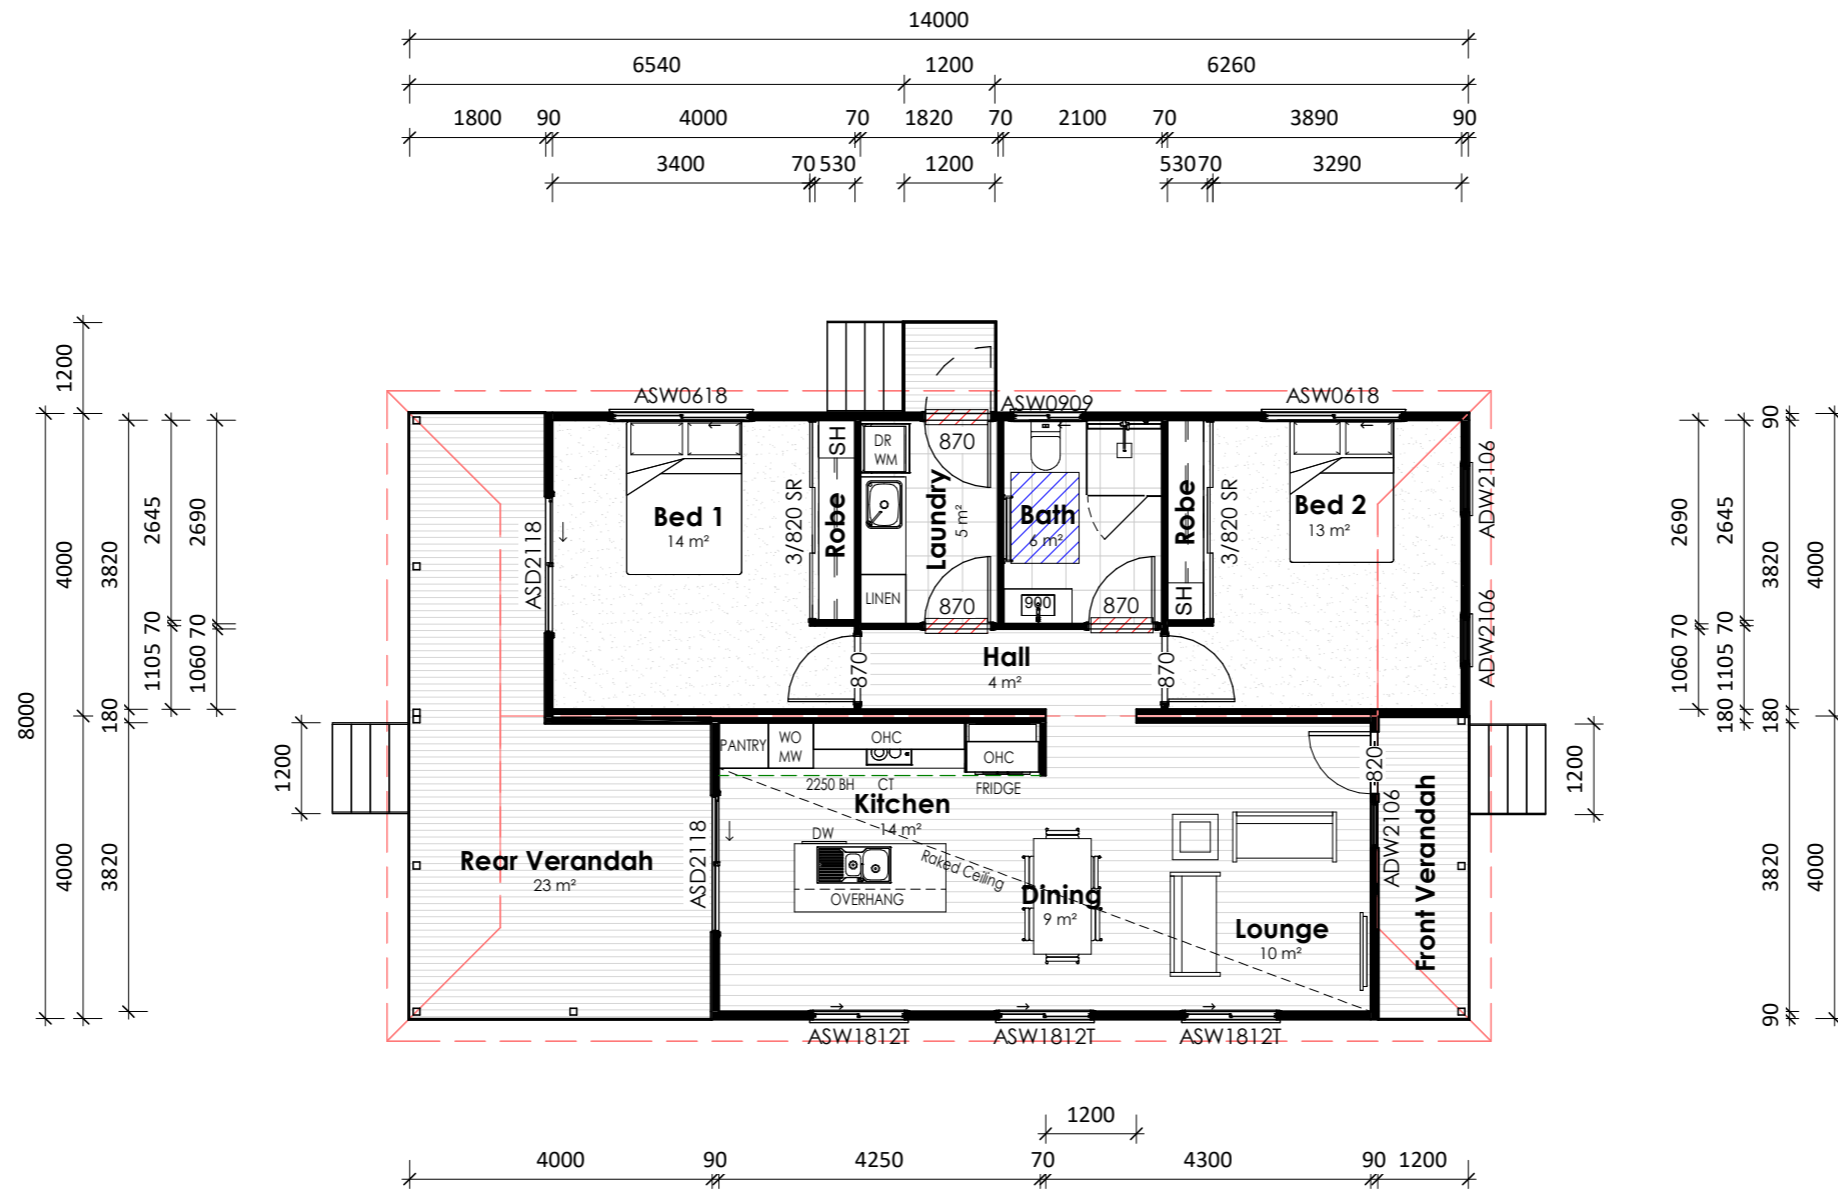 14000
6540 1200 6260
1800 90 4000 70 1820 70 2100 70 3890 90
3400 70 530 1200 530 70 3290
1200
8000
4000
4000
3820
180
3820
2645
70
1105
2690
70
1060
1200
ASW0618
ASW0909
ASW0618
ASD2118
Bed 1
14 m²
3/820 SR
SH
Robe
DR
WM
LINEN
Laundry
5 m²
870
870
Bath
6 m²
900
870
Robe
SH
3/820 SR
Bed 2
13 m²
ADW2106
ADW2106
870
Hall
4 m²
870
PANTRY
WO
MW
OHC
OHC
2250 BH
CT
FRIDGE
Kitchen
14 m²
DW
OVERHANG
Raked Ceiling
Dining
9 m²
Lounge
10 m²
820
ADW2106
Front Verandah
Rear Verandah
23 m²
ASD2118
ASW1812T
ASW1812T
ASW1812T
2690
70
1060
2645
70
1105
180
90
3820
180
3820
90
4000
4000
1200
1200
4000 90 4250 70 4300 90 1200